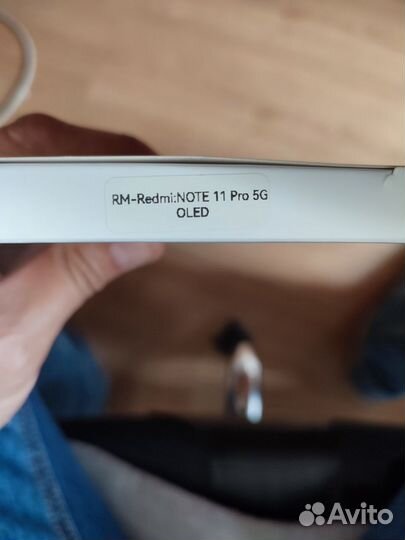 RM-Redmi:NOTE 11 Pro 5G
OLED
Avito